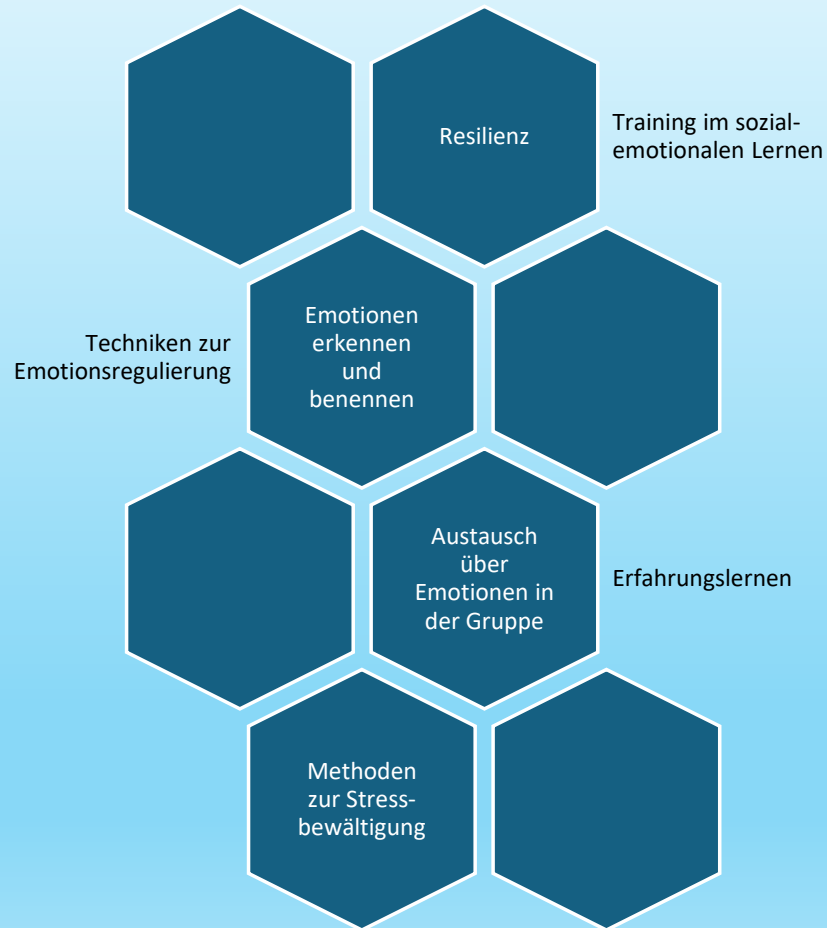 Resilienz
Training im sozial-
emotionalen Lernen
Techniken zur
Emotionsregulierung
Emotionen
erkennen
und
benennen
Austausch
über
Emotionen in
der Gruppe
Erfahrungslernen
Methoden
zur Stress-
bewältigung